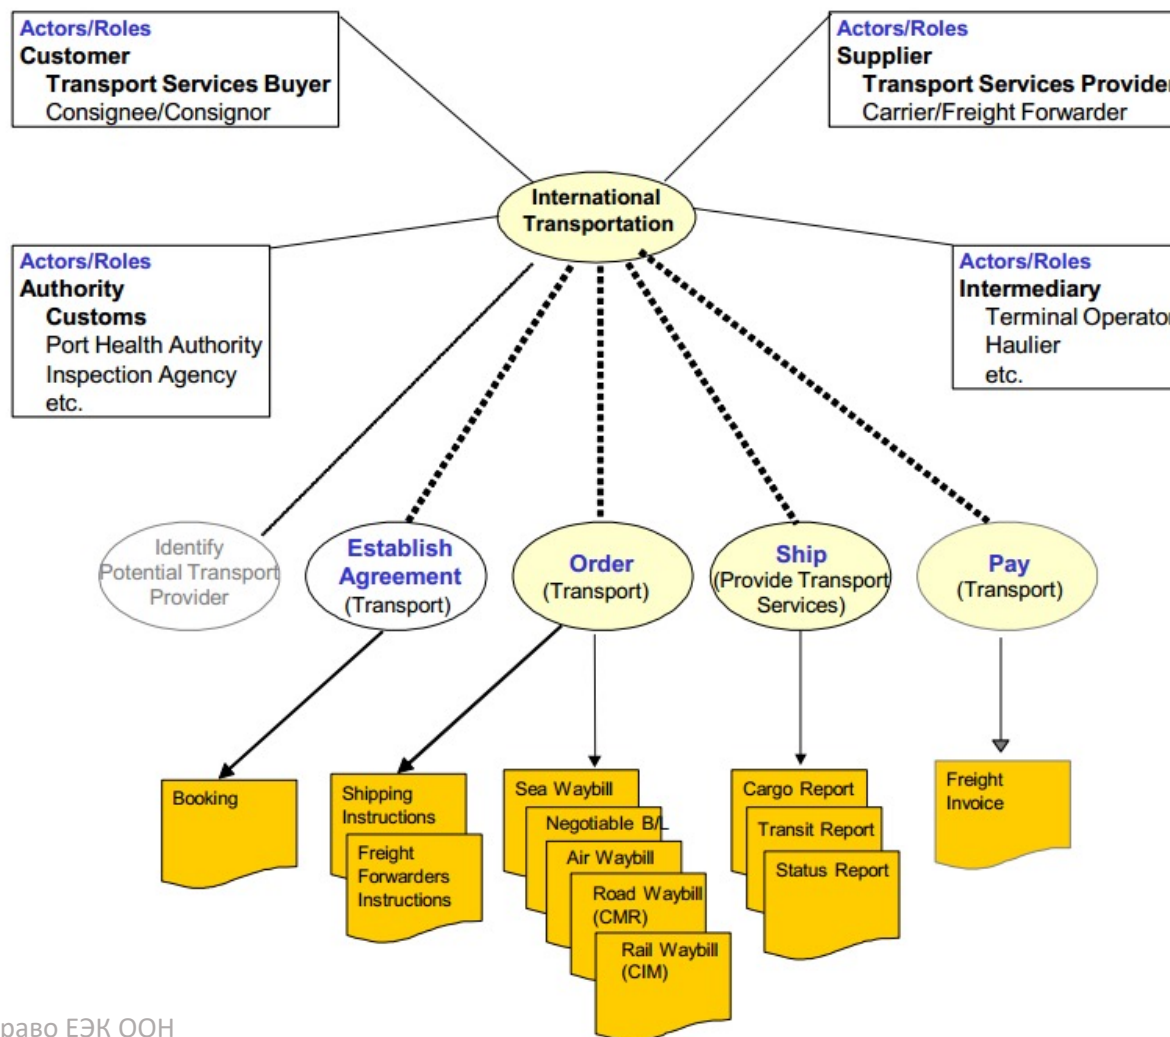 Actors/Roles
Customer
Transport Services Buyer
Consignee/Consignor
Actors/Roles
Supplier
Transport Services Provider
Carrier/Freight Forwarder
International
Transportation
Actors/Roles
Authority
Customs
Port Health Authority
Inspection Agency
etc.
Actors/Roles
Intermediary
Terminal Operator
Haulier
etc.
Identify
Potential Transport
Provider
Establish
Agreement
(Transport)
Order
(Transport)
Ship
(Provide Transport
Services)
Pay
(Transport)
Booking
Shipping
Instructions
Freight
Forwarders
Instructions
Sea Waybill
Negotiable B/L
Air Waybill
Road Waybill
(CMR)
Rail Waybill
(CIM)
Cargo Report
Transit Report
Status Report
Freight
Invoice
раво ЕЭК ООН